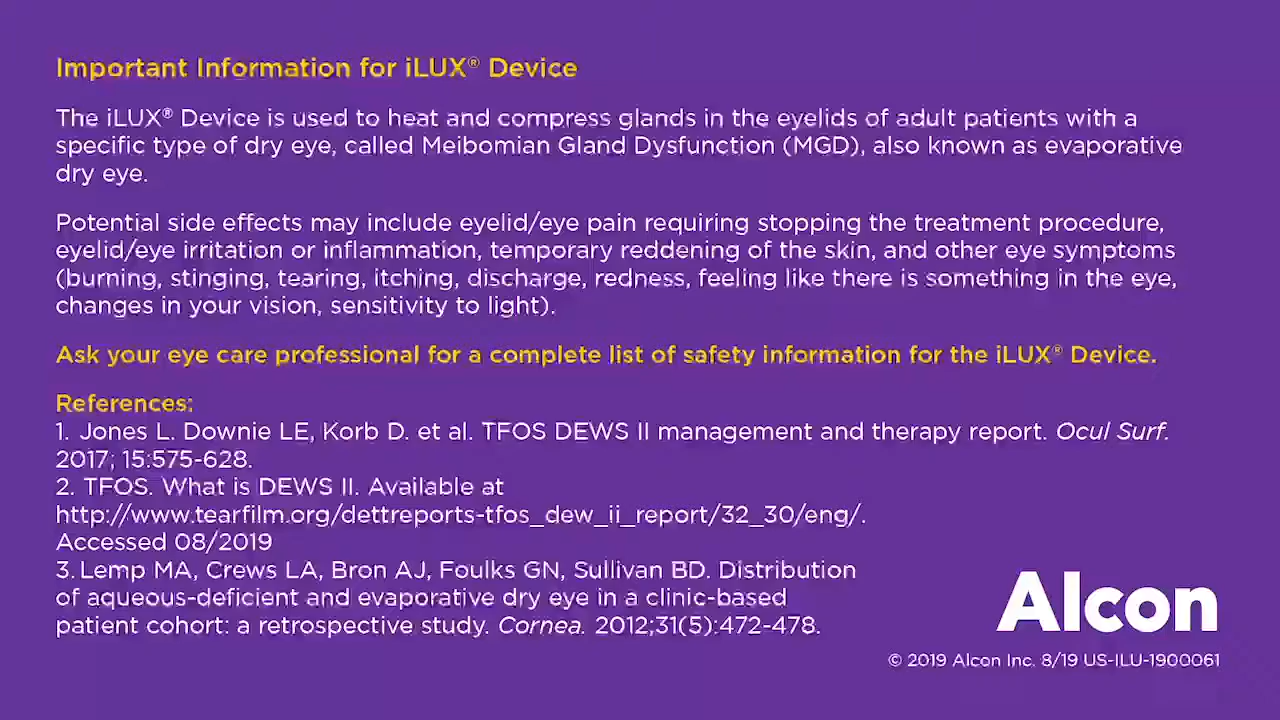 Important Information for iLUX® Device
The iLUX® Device is used to heat and compress glands in the eyelids of adult patients with a
specific type of dry eye, called Meibomian Gland Dysfunction (MGD), also known as evaporative
dry eye.
Potential side effects may include eyelid/eye pain requiring stopping the treatment procedure,
eyelid/eye irritation or inflammation, temporary reddening of the skin, and other eye symptoms
(burning, stinging, tearing, itching, discharge, redness, feeling like there is something in the eye,
changes in your vision, sensitivity to light).
Ask your eye care professional for a complete list of safety information for the iLUX® Device.
References:
1. Jones L. Downie LE, Korb D. et al. TFOS DEWS II management and therapy report. Ocul Surf.
2017; 15:575-628.
2. TFOS. What is DEWS II. Available at
http://www.tearfilm.org/dettreports-tfos_dew_ii_report/32_30/eng/.
Accessed 08/2019
3. Lemp MA, Crews LA, Bron AJ, Foulks GN, Sullivan BD. Distribution
of aqueous-deficient and evaporative dry eye in a clinic-based
patient cohort: a retrospective study. Cornea. 2012;31(5):472-478.
Alcon
© 2019 Alcon Inc. 8/19 US-ILU-1900061